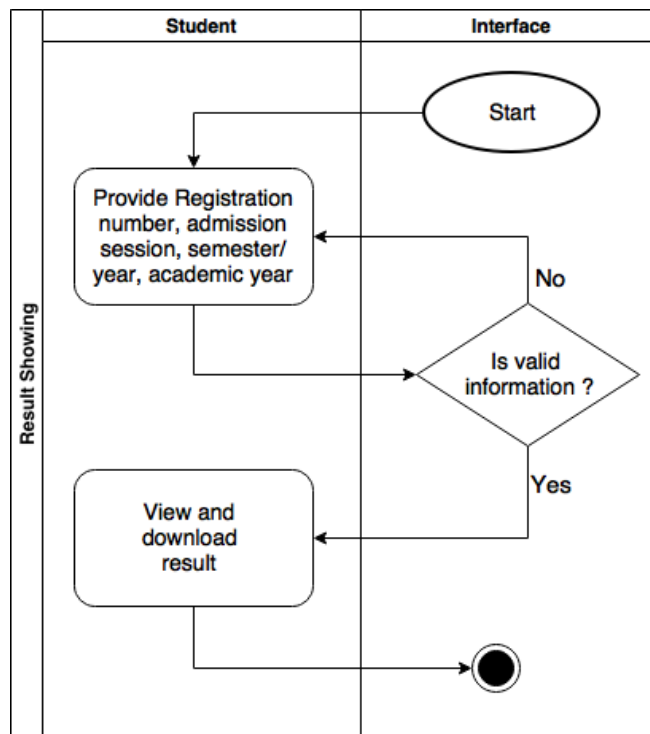 Student
Interface
Result Showing
Start
Provide Registration
number, admission
session, semester/
year, academic year
No
Is valid
information ?
Yes
View and
download
result